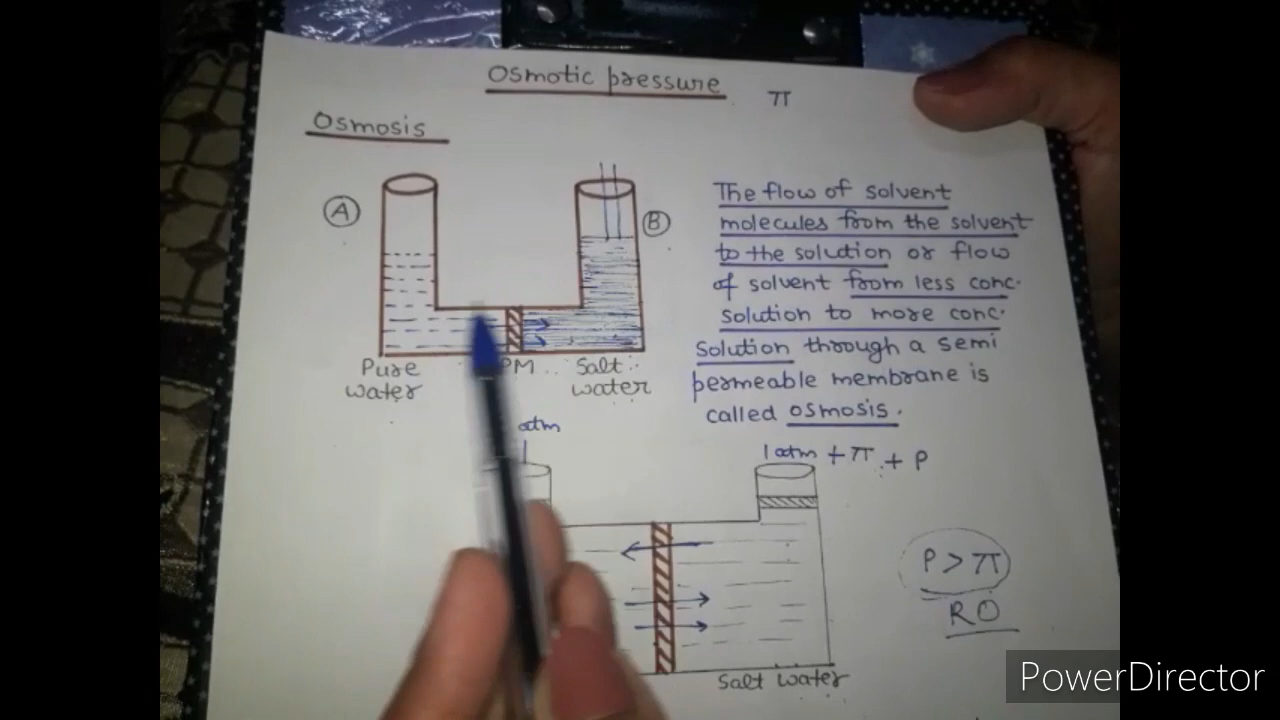 Osmotic pressure
π
Osmosis
A
B
Pure
water
PM
Salt
water
The flow of solvent
molecules from the solvent
to the solution or flow
of solvent from less conc.
solution to more conc.
solution through a semi
permeable membrane is
called osmosis.
atm
1 atm + π + P
P > π
RO
Salt water
PowerDirector